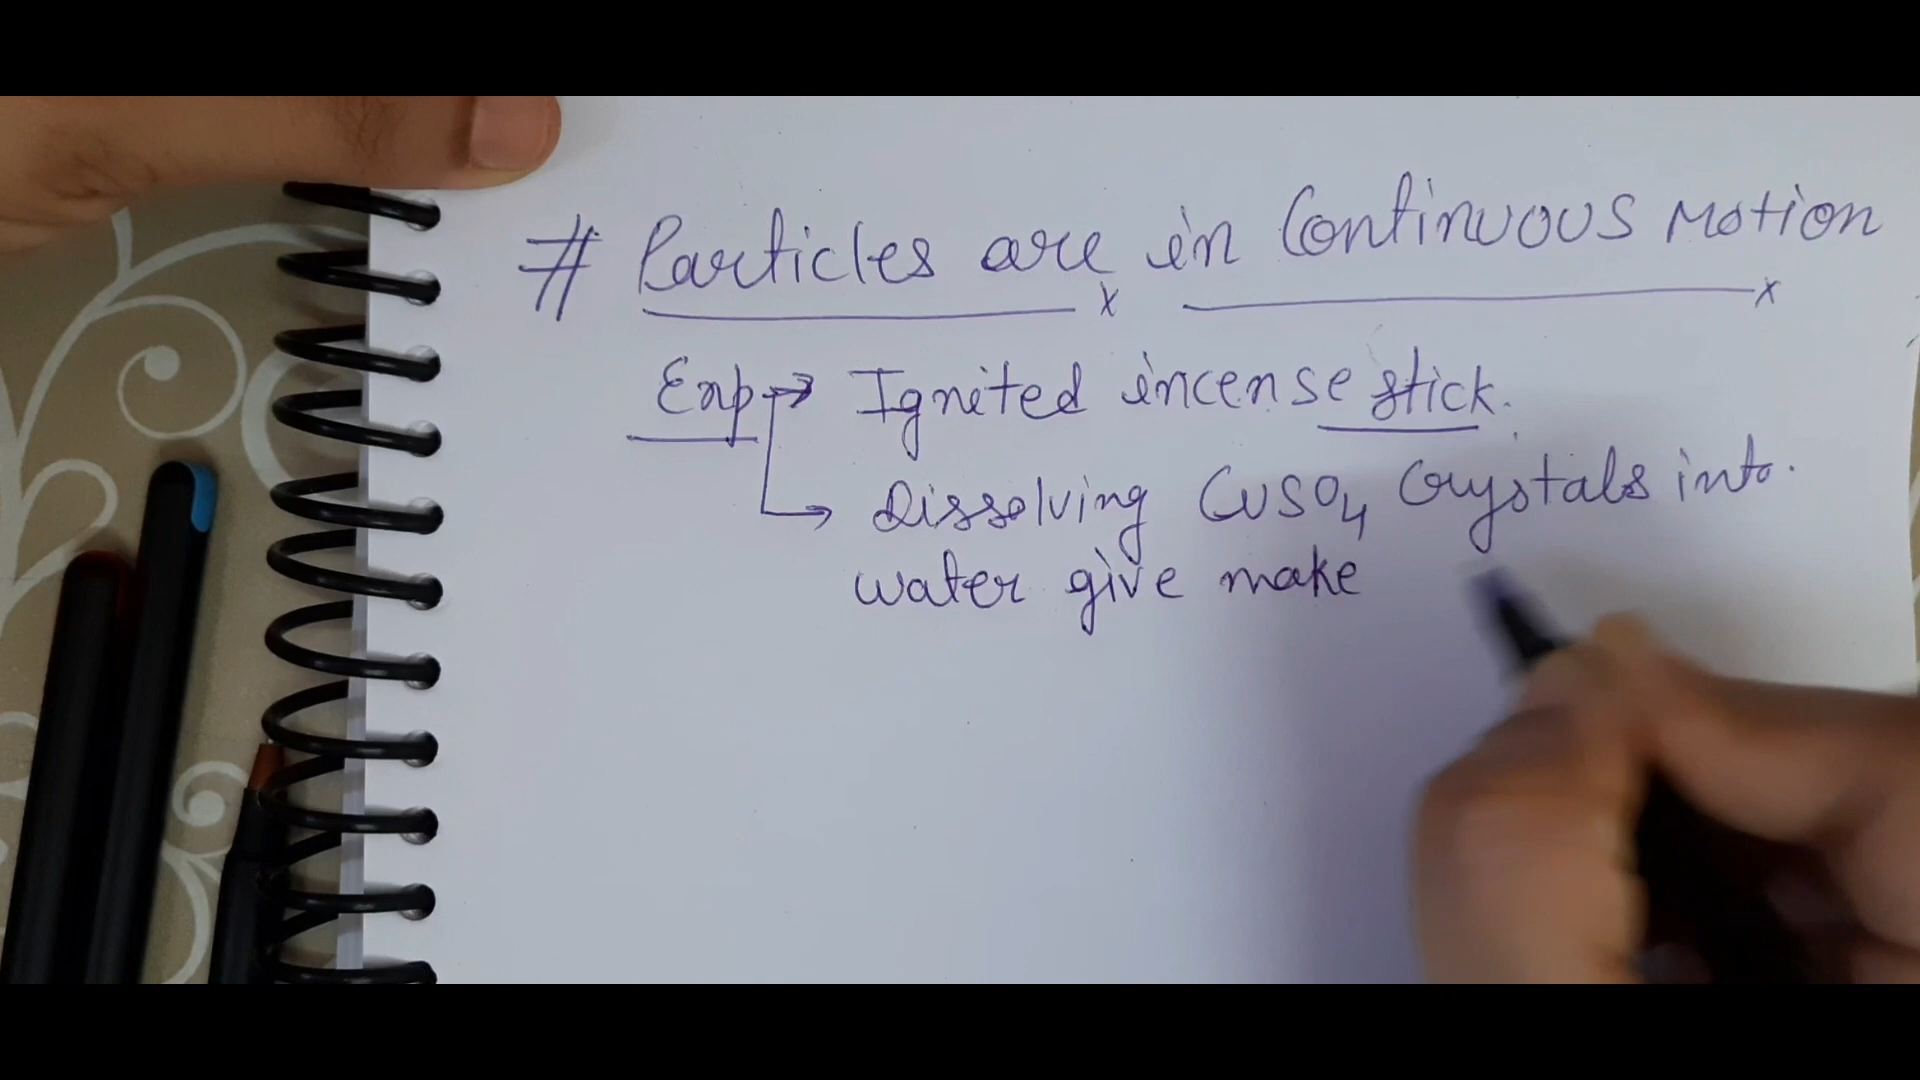 # Particles are in Continuous Motion
Exp → Ignited incense stick.
→ Dissolving CuSO4 Crystals into
water give make